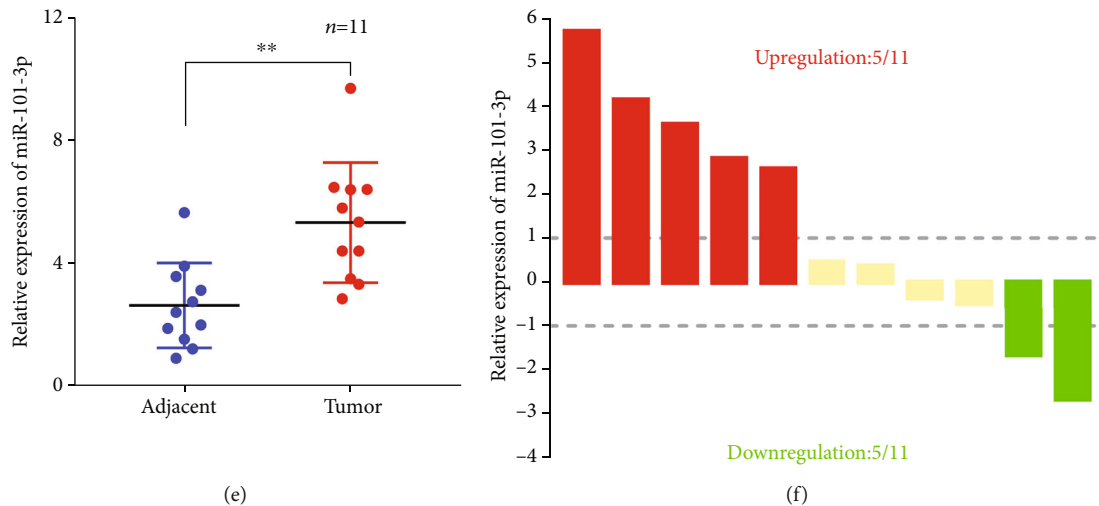 Relative expression of miR-101-3p
12
8
4
0
n=11
**
Adjacent
Tumor
(e)
Relative expression of miR-101-3p
6
5
4
3
2
1
0
–1
–2
–3
–4
Upregulation:5/11
Downregulation:5/11
(f)